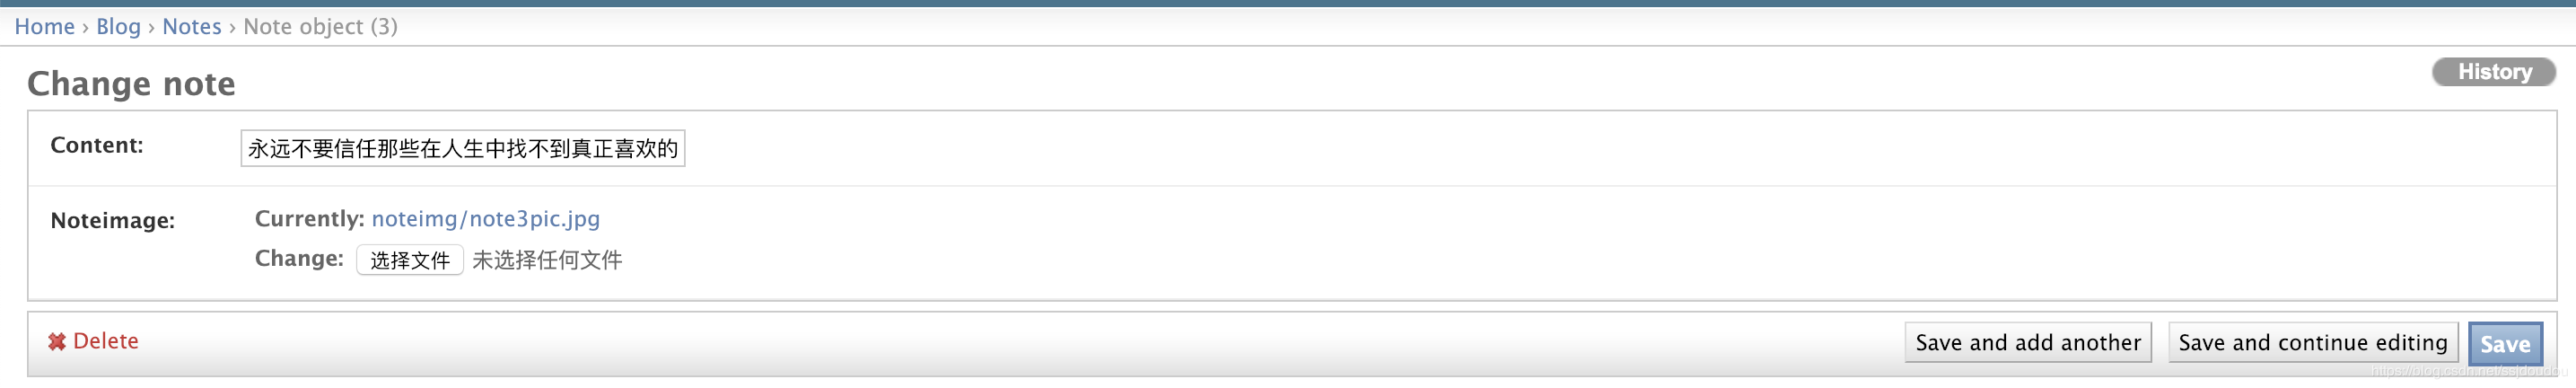 Home › Blog › Notes › Note object (3)
Change note
History
Content: 永远不要信任那些在人生中找不到真正喜欢的
Noteimage: Currently: noteimg/note3pic.jpg
Change: 选择文件 未选择任何文件
Delete
Save and add another Save and continue editing Save
https://blog.csdn.net/ssjdoudou